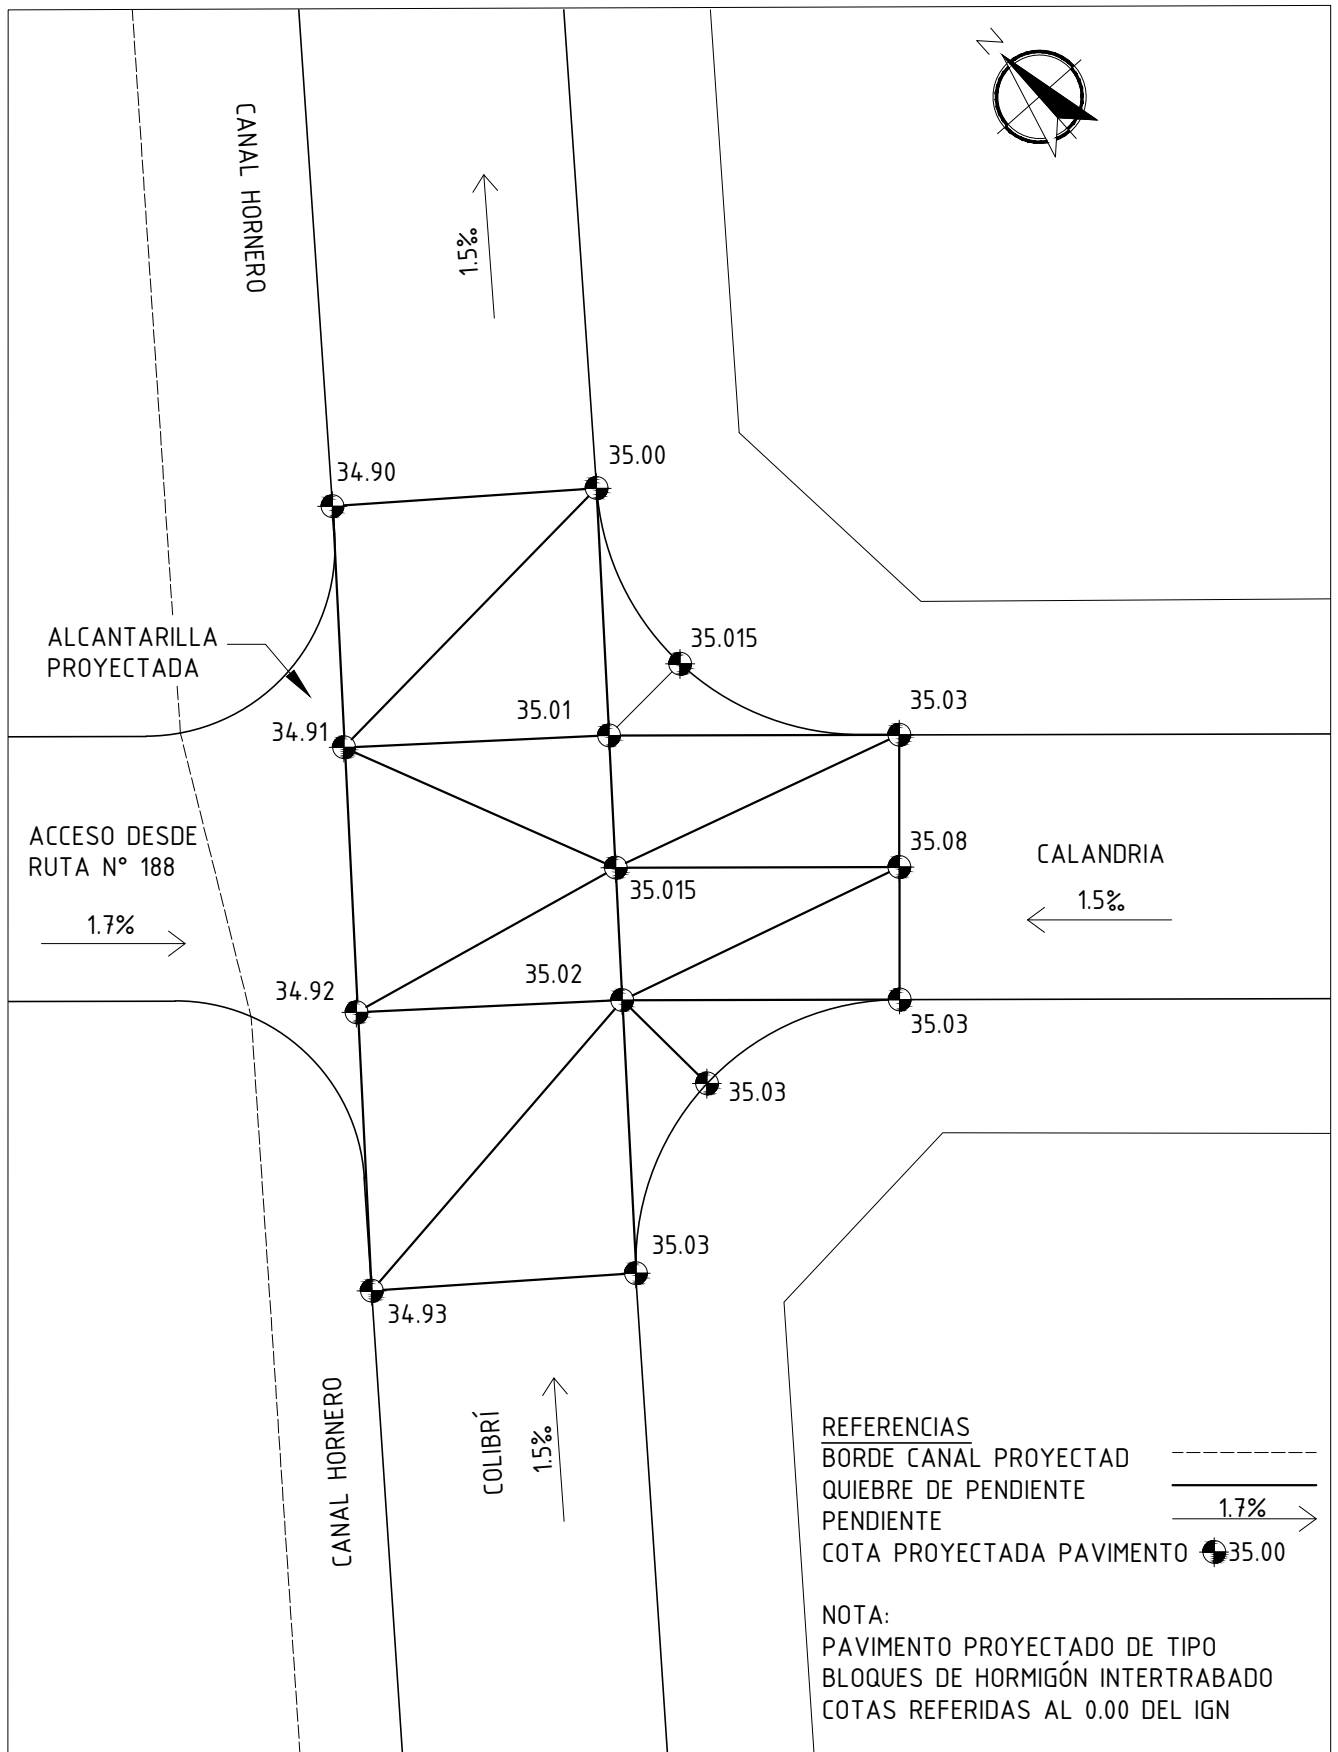 N
CANAL HORNERO
1.5‰
35.00
34.90
ALCANTARILLA
PROYECTADA
35.015
35.01
35.03
34.91
ACCESO DESDE
RUTA N° 188
35.08
CALANDRIA
35.015
1.7%
1.5‰
35.02
34.92
35.03
35.03
35.03
34.93
CANAL HORNERO
COLIBRÍ
1.5‰
REFERENCIAS
BORDE CANAL PROYECTAD
QUIEBRE DE PENDIENTE
PENDIENTE 1.7%
COTA PROYECTADA PAVIMENTO 35.00
NOTA:
PAVIMENTO PROYECTADO DE TIPO
BLOQUES DE HORMIGÓN INTERTRABADO
COTAS REFERIDAS AL 0.00 DEL IGN